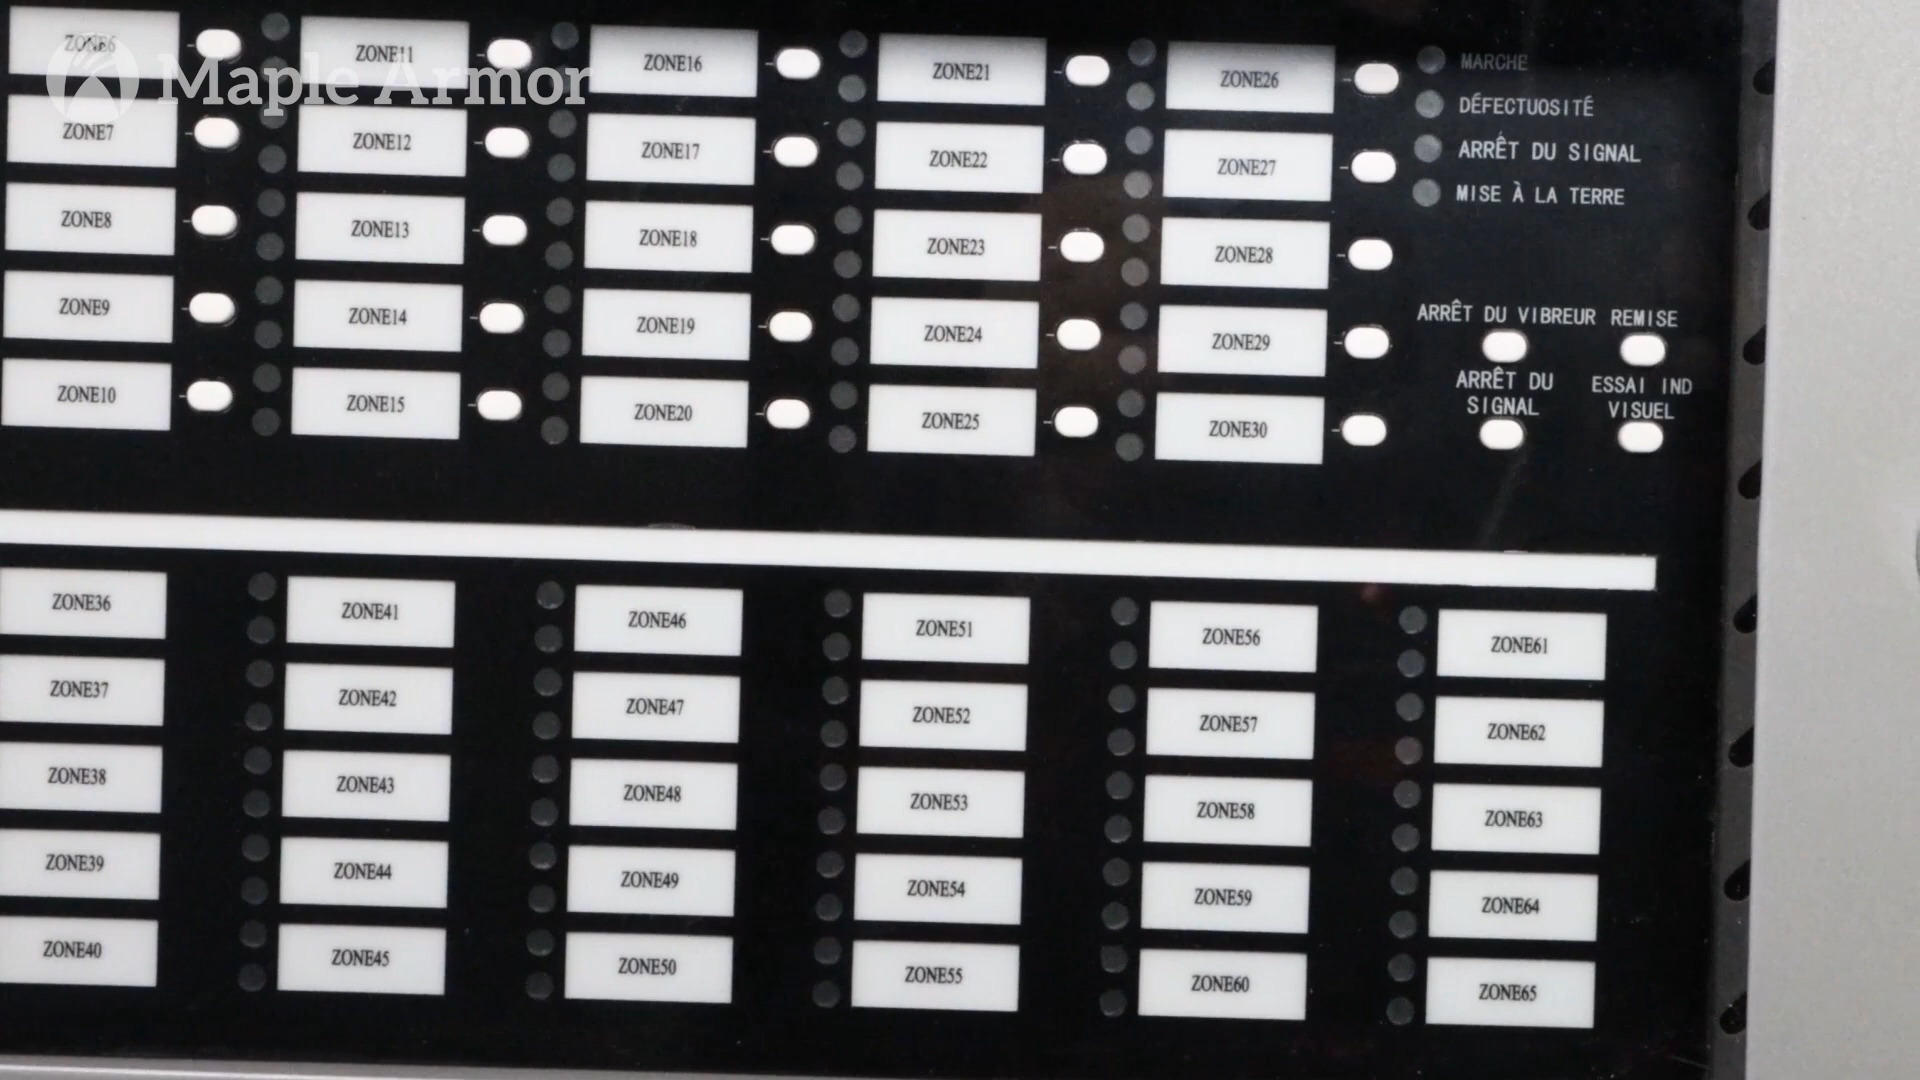 Maple Armor
ZONE6
ZONE7
ZONE8
ZONE9
ZONE10
ZONE11
ZONE12
ZONE13
ZONE14
ZONE15
ZONE16
ZONE17
ZONE18
ZONE19
ZONE20
ZONE21
ZONE22
ZONE23
ZONE24
ZONE25
ZONE26
ZONE27
ZONE28
ZONE29
ZONE30
MARCHE
DÉFECTUOSITÉ
ARRÊT DU SIGNAL
MISE À LA TERRE
ARRÊT DU VIBREUR
REMISE
ARRÊT DU
SIGNAL
ESSAI IND
VISUEL
ZONE36
ZONE37
ZONE38
ZONE39
ZONE40
ZONE41
ZONE42
ZONE43
ZONE44
ZONE45
ZONE46
ZONE47
ZONE48
ZONE49
ZONE50
ZONE51
ZONE52
ZONE53
ZONE54
ZONE55
ZONE56
ZONE57
ZONE58
ZONE59
ZONE60
ZONE61
ZONE62
ZONE63
ZONE64
ZONE65